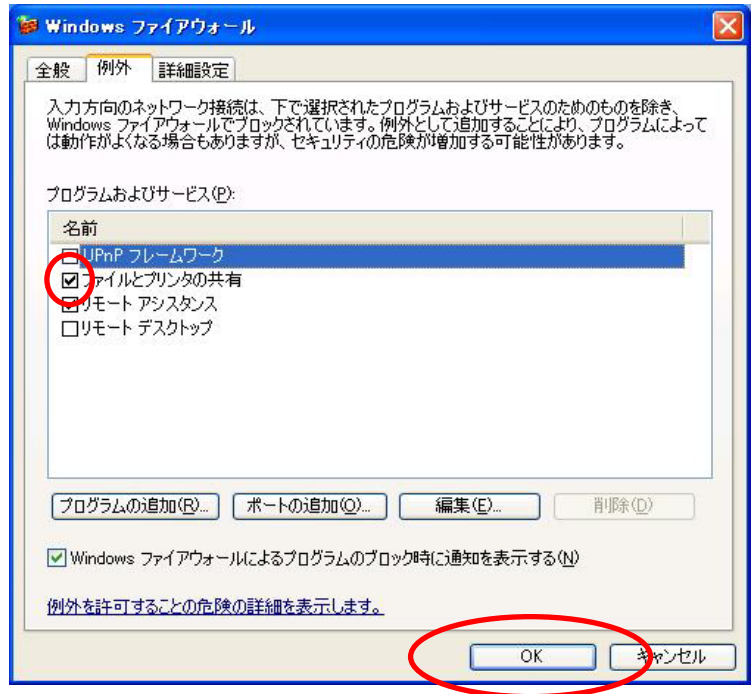 Windows ファイアウォール
全般 例外 詳細設定
入力方向のネットワーク接続は、下で選択されたプログラムおよびサービスのためのものを除き、
Windows ファイアウォールでブロックされています。例外として追加することにより、プログラムによって
は動作がよくなる場合もありますが、セキュリティの危険が増加する可能性があります。
プログラムおよびサービス(P):
名前
UPnP フレームワーク
ファイルとプリンタの共有
リモート アシスタンス
リモート デスクトップ
プログラムの追加(R)... ポートの追加(O)... 編集(E)... 削除(D)
Windows ファイアウォールによるプログラムのブロック時に通知を表示する(N)
例外を許可することの危険の詳細を表示します。
OK キャンセル